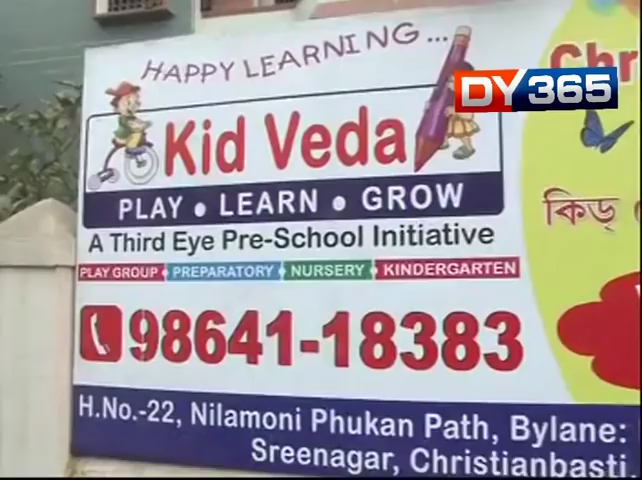 HAPPY LEARNING...
DY365
Kid Veda
PLAY • LEARN • GROW
A Third Eye Pre-School Initiative
PLAY GROUP • PREPARATORY • NURSERY • KINDERGARTEN
98641-18383
H.No.-22, Nilamoni Phukan Path, Bylane:
Sreenagar, Christianbasti,
Chr
কিড্